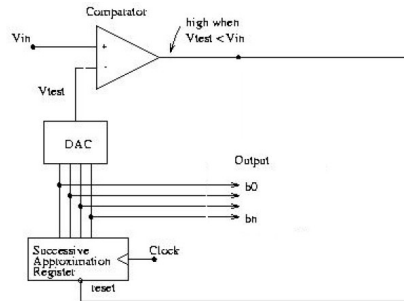 Comparator
high when
Vtest < Vin
Vin
+
-
Vtest
DAC
Output
b0
bn
Successive
Approximation
Register
Clock
reset